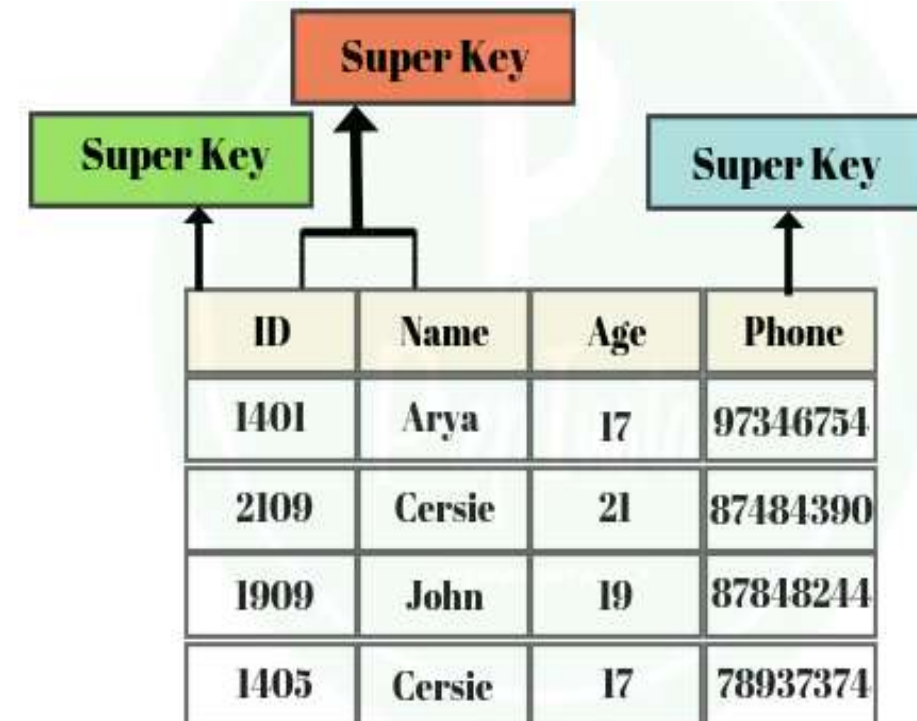 Super Key
Super Key
Super Key
ID Name Age Phone
1401 Arya 17 97346754
2109 Cersie 21 87484390
1909 John 19 87848244
1405 Cersie 17 78937374